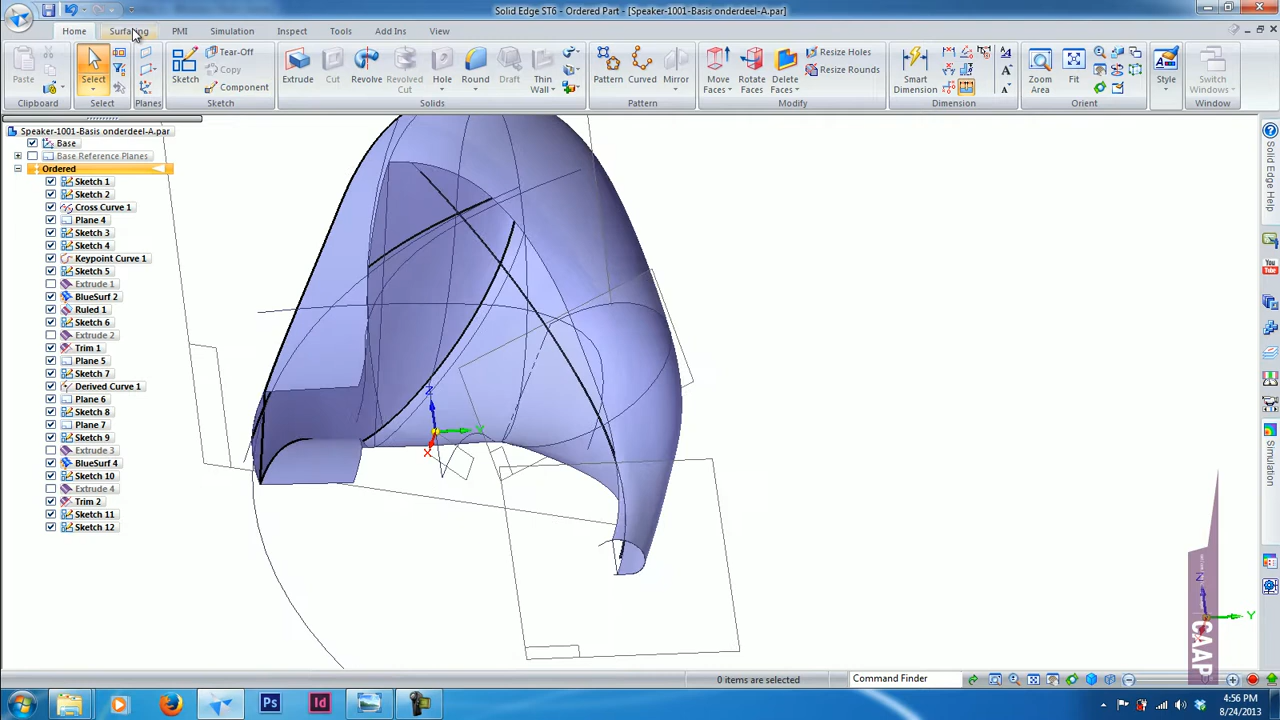 Solid Edge ST6 - Ordered Part - [Speaker-1001-Basis onderdeel-A.par]
Home Surfacing PMI Simulation Inspect Tools Add Ins View
Paste Select Sketch Tear-Off Copy Component Extrude Cut Revolve Revolved Cut Hole Round Draft Thin Wall Pattern Curved Mirror Move Faces Rotate Faces Delete Faces Resize Holes Resize Rounds Smart Dimension Zoom Area Fit Style Switch Windows
Clipboard Select Planes Sketch Solids Pattern Modify Dimension Orient Window
Speaker-1001-Basis onderdeel-A.par
Base
Base Reference Planes
Ordered
Sketch 1
Sketch 2
Cross Curve 1
Plane 4
Sketch 3
Sketch 4
Keypoint Curve 1
Sketch 5
Extrude 1
BlueSurf 2
Ruled 1
Sketch 6
Extrude 2
Trim 1
Plane 5
Sketch 7
Derived Curve 1
Plane 6
Sketch 8
Plane 7
Sketch 9
Extrude 3
BlueSurf 4
Sketch 10
Extrude 4
Trim 2
Sketch 11
Sketch 12
Z
Y
X
Solid Edge Help
You Tube
Simulation
Z
Y
CAAP
0 items are selected
Command Finder
Ps
Id
4:56 PM
8/24/2013